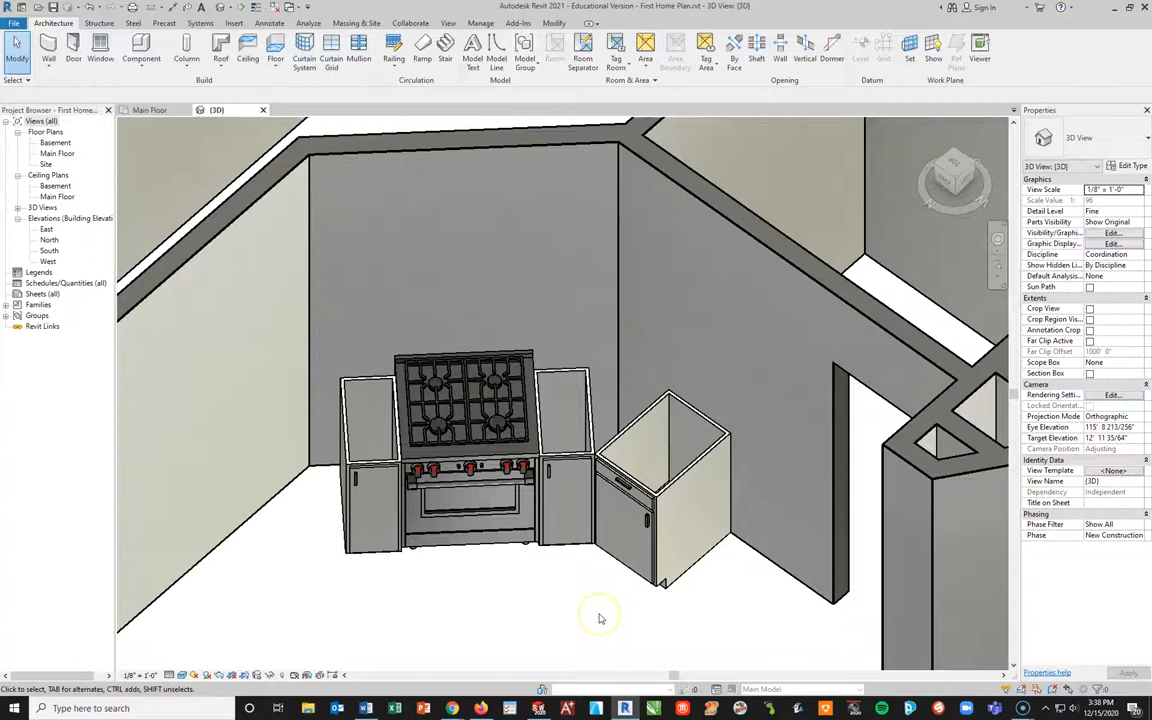 Autodesk Revit 2021 - Educational Version - First Home Plan.rvt - 3D View: {3D}
Sign In
File Architecture Structure Steel Precast Systems Insert Annotate Analyze Massing & Site Collaborate View Manage Add-Ins Modify
Modify Wall Door Window Component Column Roof Ceiling Floor Curtain System Curtain Grid Mullion Railing Ramp Stair Model Text Model Line Model Group Room Room Separator Tag Room Area Area Boundary Tag Area By Face Shaft Wall Vertical Dormer Level Grid Set Show Ref Plane Viewer
Select Build Circulation Model Room & Area Opening Datum Work Plane
Project Browser - First Home...
Main Floor
{3D}
Properties
Views (all)
Floor Plans
Basement
Main Floor
Site
Ceiling Plans
Basement
Main Floor
3D Views
Elevations (Building Elevati
East
North
South
West
Legends
Schedules/Quantities (all)
Sheets (all)
Families
Groups
Revit Links
3D View
3D View: {3D} Edit Type
Graphics
View Scale 1/8" = 1'-0"
Scale Value 1: 96
Detail Level Fine
Parts Visibility Show Original
Visibility/Graphi... Edit...
Graphic Display... Edit...
Discipline Coordination
Show Hidden Li... By Discipline
Default Analysis... None
Sun Path
Extents
Crop View
Crop Region Vis...
Annotation Crop
Far Clip Active
Far Clip Offset 1000' 0"
Scope Box None
Section Box
Camera
Rendering Setti... Edit...
Locked Orientat...
Projection Mode Orthographic
Eye Elevation 115' 8 213/256"
Target Elevation 12' 11 35/64"
Camera Position Adjusting
Identity Data
View Template <None>
View Name {3D}
Dependency Independent
Title on Sheet
Phasing
Phase Filter Show All
Phase New Construction
1/8" = 1'-0"
Properties help Apply
Click to select, TAB for alternates, CTRL adds, SHIFT unselects.
:0
Main Model
:0
Type here to search
3:38 PM
12/15/2020